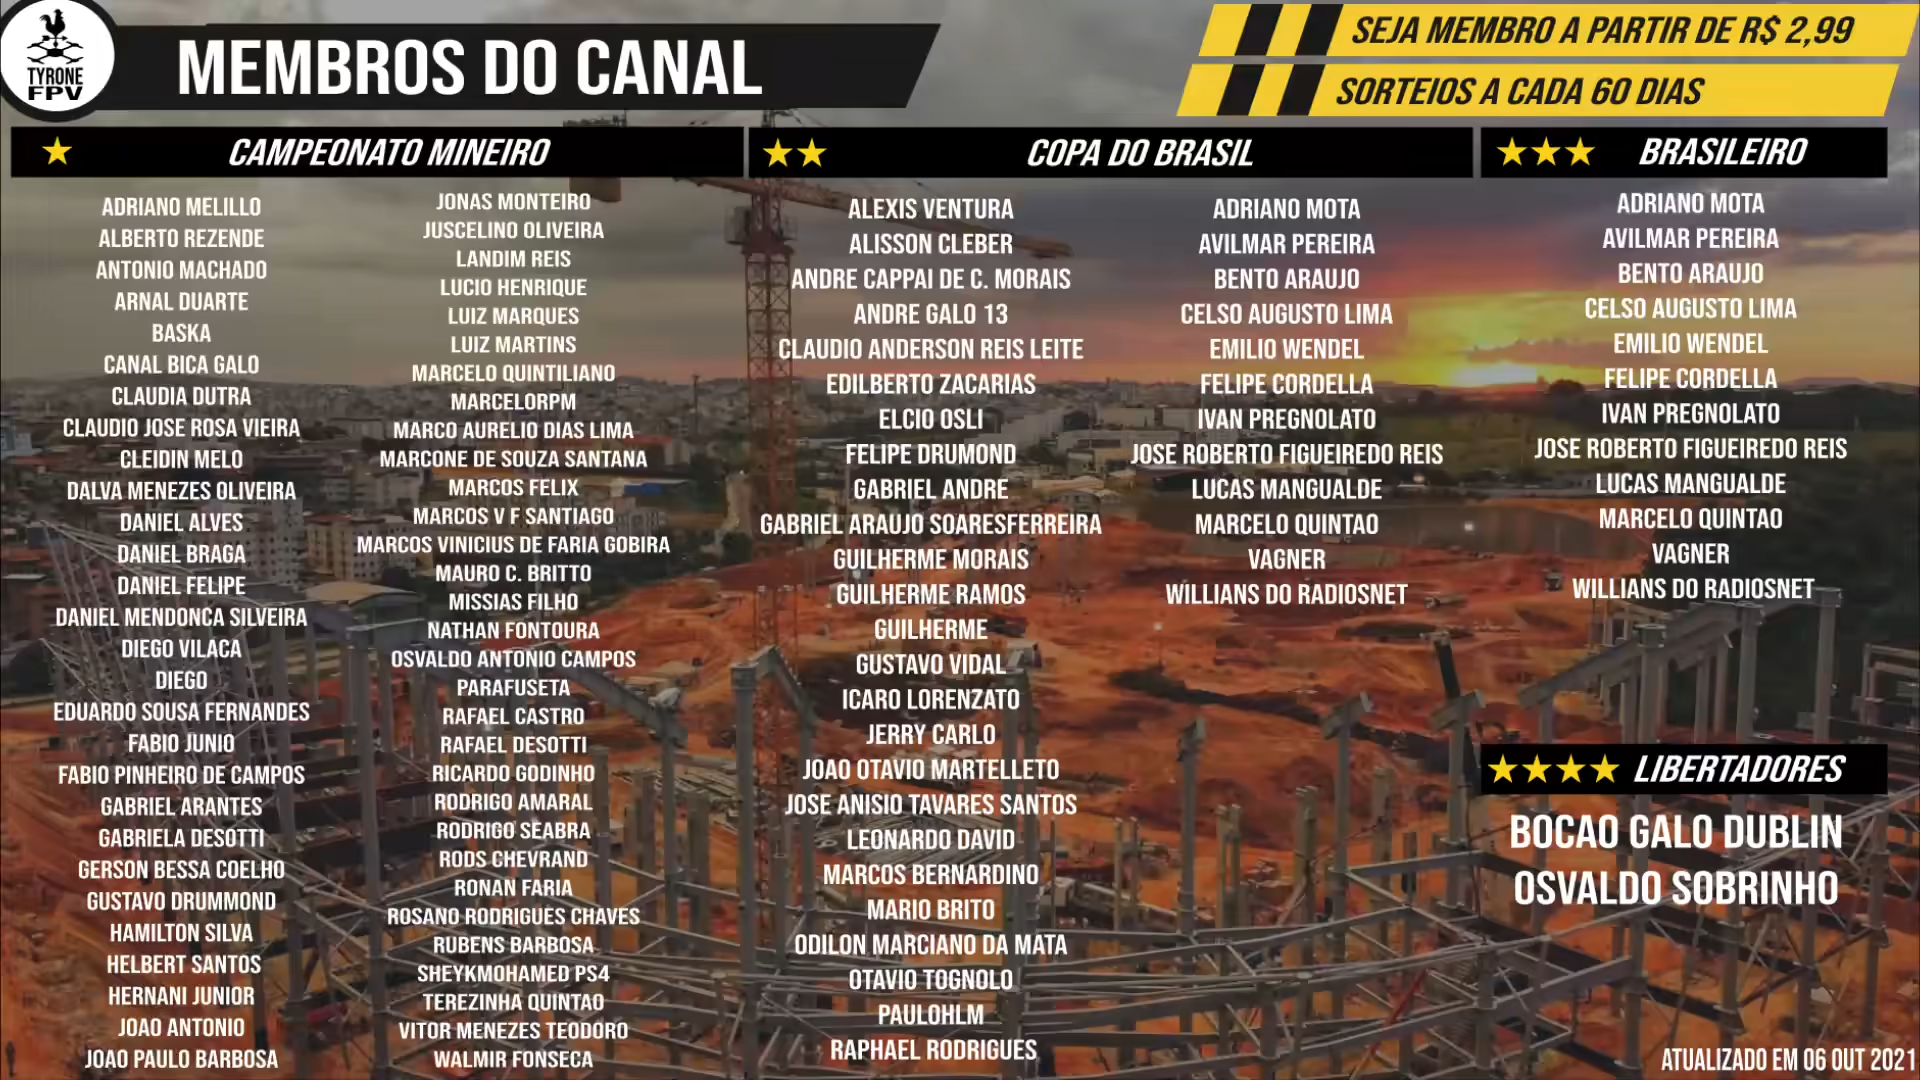 TYRONE
FPV
MEMBROS DO CANAL
SEJA MEMBRO A PARTIR DE R$ 2,99
SORTEIOS A CADA 60 DIAS
CAMPEONATO MINEIRO
ADRIANO MELILLO
ALBERTO REZENDE
ANTONIO MACHADO
ARNAL DUARTE
BASKA
CANAL BICA GALO
CLAUDIA DUTRA
CLAUDIO JOSE ROSA VIEIRA
CLEIDIN MELO
DALVA MENEZES OLIVEIRA
DANIEL ALVES
DANIEL BRAGA
DANIEL FELIPE
DANIEL MENDONCA SILVEIRA
DIEGO VILACA
DIEGO
EDUARDO SOUSA FERNANDES
FABIO JUNIO
FABIO PINHEIRO DE CAMPOS
GABRIEL ARANTES
GABRIELA DESOTTI
GERSON BESSA COELHO
GUSTAVO DRUMMOND
HAMILTON SILVA
HELBERT SANTOS
HERNANI JUNIOR
JOAO ANTONIO
JOAO PAULO BARBOSA
JONAS MONTEIRO
JUSCELINO OLIVEIRA
LANDIM REIS
LUCIO HENRIQUE
LUIZ MARQUES
LUIZ MARTINS
MARCELO QUINTILIANO
MARCELORPM
MARCO AURELIO DIAS LIMA
MARCONE DE SOUZA SANTANA
MARCOS FELIX
MARCOS V F SANTIAGO
MARCOS VINICIUS DE FARIA GOBIRA
MAURO C. BRITTO
MISSIAS FILHO
NATHAN FONTOURA
OSVALDO ANTONIO CAMPOS
PARAFUSETA
RAFAEL CASTRO
RAFAEL DESOTTI
RICARDO GODINHO
RODRIGO AMARAL
RODRIGO SEABRA
RODS CHEVRAND
RONAN FARIA
ROSANO RODRIGUES CHAVES
RUBENS BARBOSA
SHEYKMOHAMED PS4
TEREZINHA QUINTAO
VITOR MENEZES TEODORO
WALMIR FONSECA
COPA DO BRASIL
ALEXIS VENTURA
ALISSON CLEBER
ANDRE CAPPAI DE C. MORAIS
ANDRE GALO 13
CLAUDIO ANDERSON REIS LEITE
EDILBERTO ZACARIAS
ELCIO OSLI
FELIPE DRUMOND
GABRIEL ANDRE
GABRIEL ARAUJO SOARESFERREIRA
GUILHERME MORAIS
GUILHERME RAMOS
GUILHERME
GUSTAVO VIDAL
ICARO LORENZATO
JERRY CARLO
JOAO OTAVIO MARTELLETO
JOSE ANISIO TAVARES SANTOS
LEONARDO DAVID
MARCOS BERNARDINO
MARIO BRITO
ODILON MARCIANO DA MATA
OTAVIO TOGNOLO
PAULOHLM
RAPHAEL RODRIGUES
ADRIANO MOTA
AVILMAR PEREIRA
BENTO ARAUJO
CELSO AUGUSTO LIMA
EMILIO WENDEL
FELIPE CORDELLA
IVAN PREGNOLATO
JOSE ROBERTO FIGUEIREDO REIS
LUCAS MANGUALDE
MARCELO QUINTAO
VAGNER
WILLIANS DO RADIOSNET
BRASILEIRO
ADRIANO MOTA
AVILMAR PEREIRA
BENTO ARAUJO
CELSO AUGUSTO LIMA
EMILIO WENDEL
FELIPE CORDELLA
IVAN PREGNOLATO
JOSE ROBERTO FIGUEIREDO REIS
LUCAS MANGUALDE
MARCELO QUINTAO
VAGNER
WILLIANS DO RADIOSNET
LIBERTADORES
BOCAO GALO DUBLIN
OSVALDO SOBRINHO
ATUALIZADO EM 06 OUT 2021